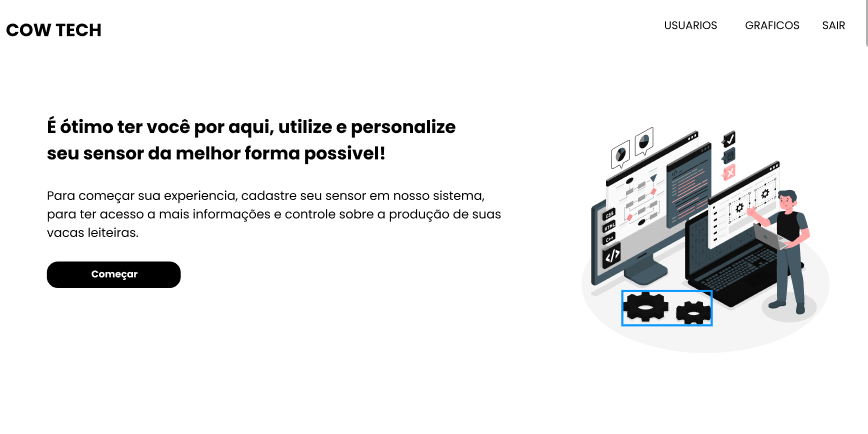 COW TECH
USUARIOS GRAFICOS SAIR
É ótimo ter você por aqui, utilize e personalize
seu sensor da melhor forma possivel!
Para começar sua experiencia, cadastre seu sensor em nosso sistema,
para ter acesso a mais informações e controle sobre a produção de suas
vacas leiteiras.
Começar